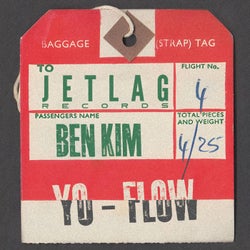 BAGGAGE (STRAP) TAG
TO
FLIGHT No.
JETLAG
RECORDS
4
PASSENGERS NAME
TOTAL PIECES
AND WEIGHT
BEN KIM
4/25
YO - FLOW